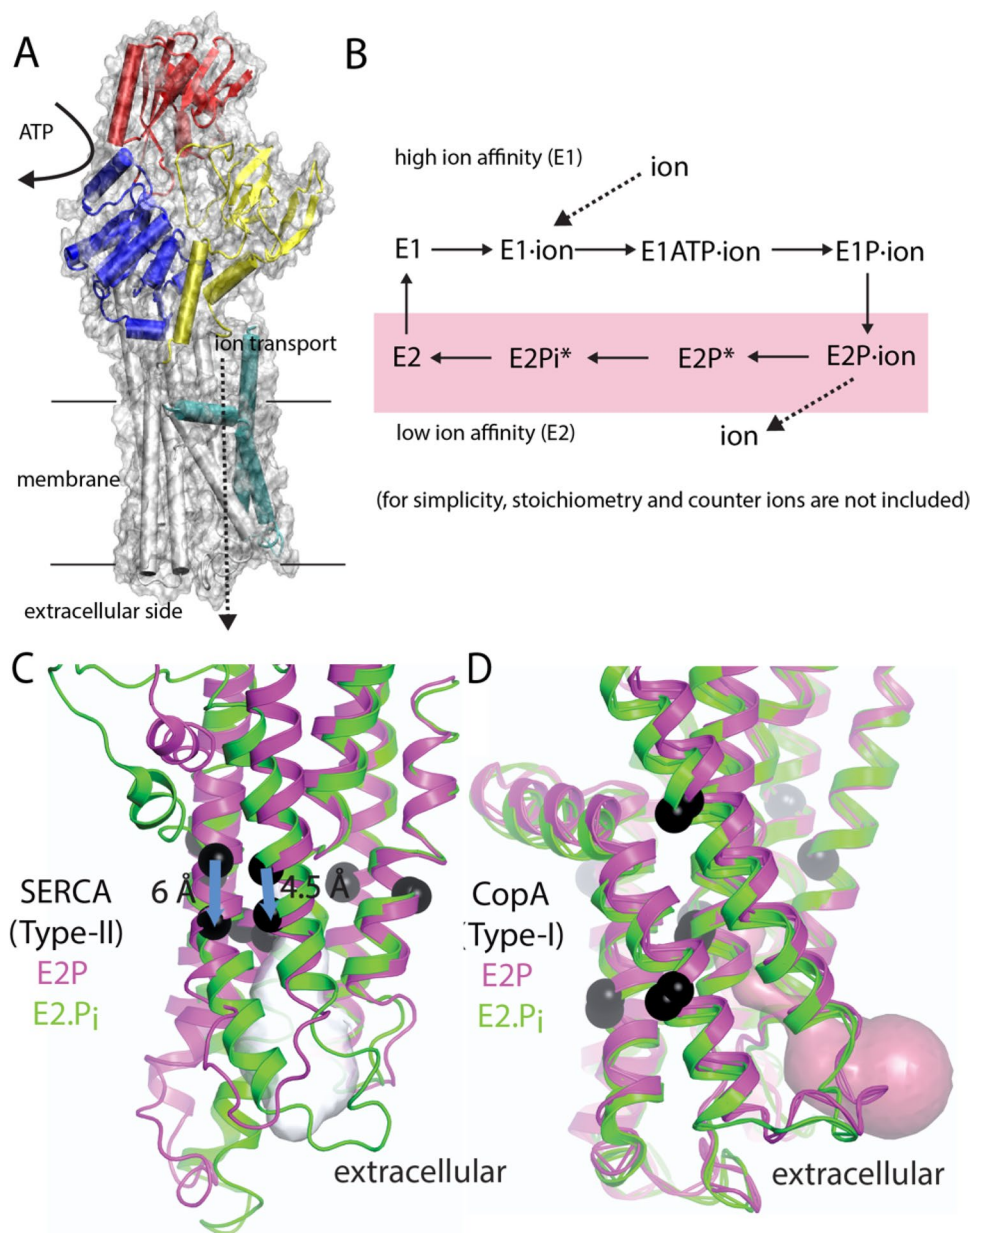 A
B
ATP
high ion affinity (E1)
ion
E1 E1·ion E1ATP·ion E1P·ion
ion transport
E2 E2Pi* E2P* E2P·ion
low ion affinity (E2)
ion
membrane
(for simplicity, stoichiometry and counter ions are not included)
extracellular side
C
D
6 Å
4.5 Å
SERCA
(Type-II)
E2P
E2.Pi
extracellular
CopA
(Type-I)
E2P
E2.Pi
extracellular